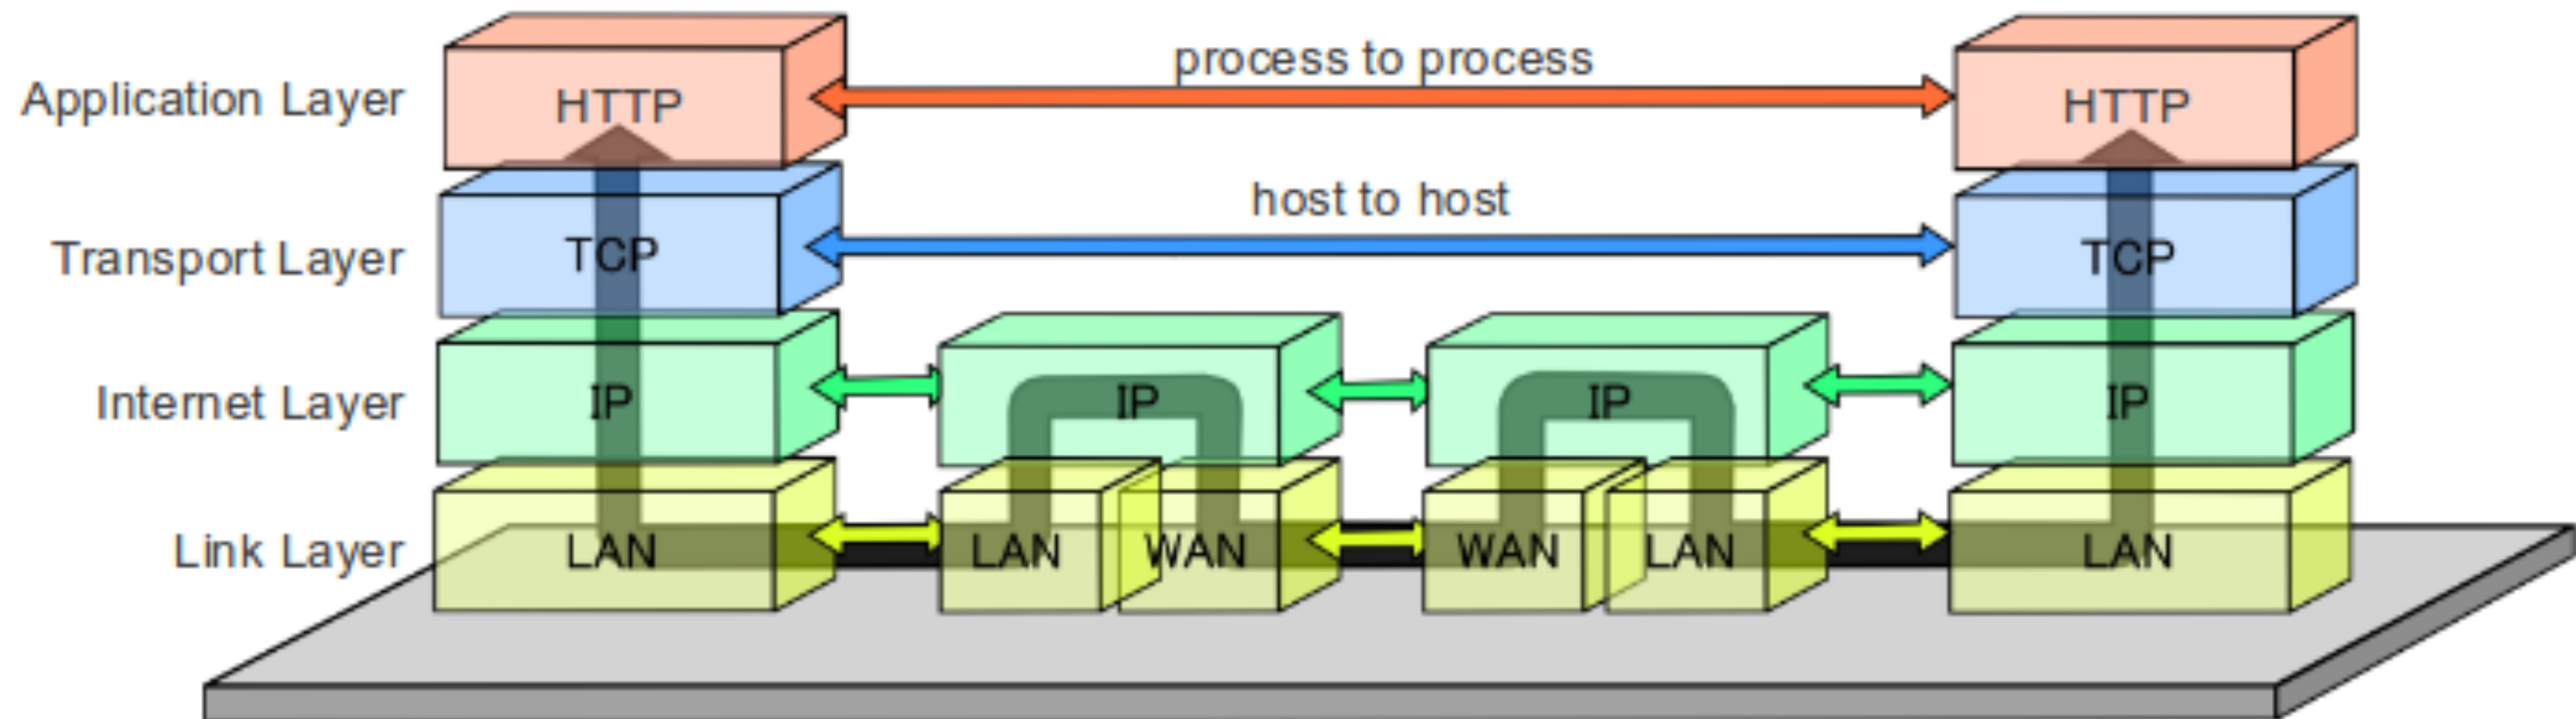 process to process
Application Layer HTTP HTTP
host to host
Transport Layer TCP TCP
Internet Layer IP IP IP IP
Link Layer LAN LAN WAN WAN LAN LAN